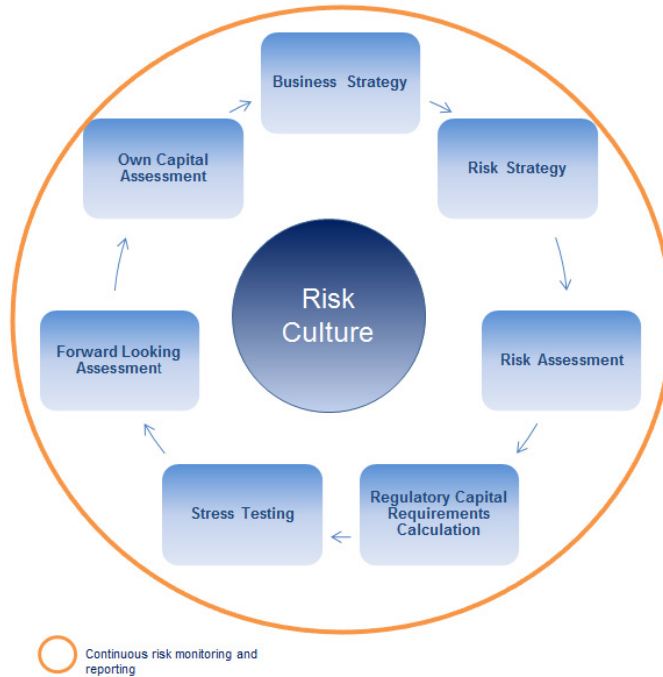 Business Strategy
Own Capital
Assessment
Risk Strategy
Risk
Culture
Forward Looking
Assessment
Risk Assessment
Stress Testing
Regulatory Capital
Requirements
Calculation
Continuous risk monitoring and
reporting